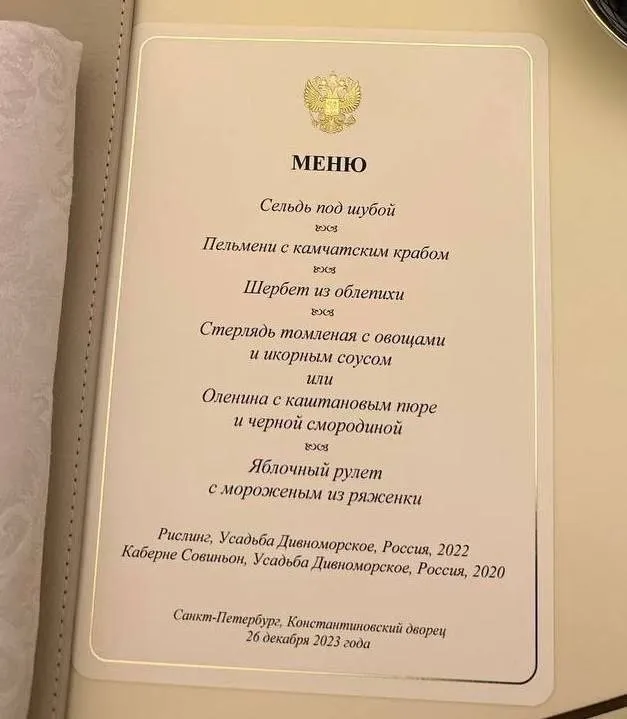 МЕНЮ
Сельдь под шубой
Пельмени с камчатским крабом
Шербет из облепихи
Стерлядь томленая с овощами
и икорным соусом
или
Оленина с каштановым пюре
и черной смородиной
Яблочный рулет
с мороженым из ряженки
Рислинг, Усадьба Дивноморское, Россия, 2022
Каберне Совиньон, Усадьба Дивноморское, Россия, 2020
Санкт-Петербург, Константиновский дворец
26 декабря 2023 года